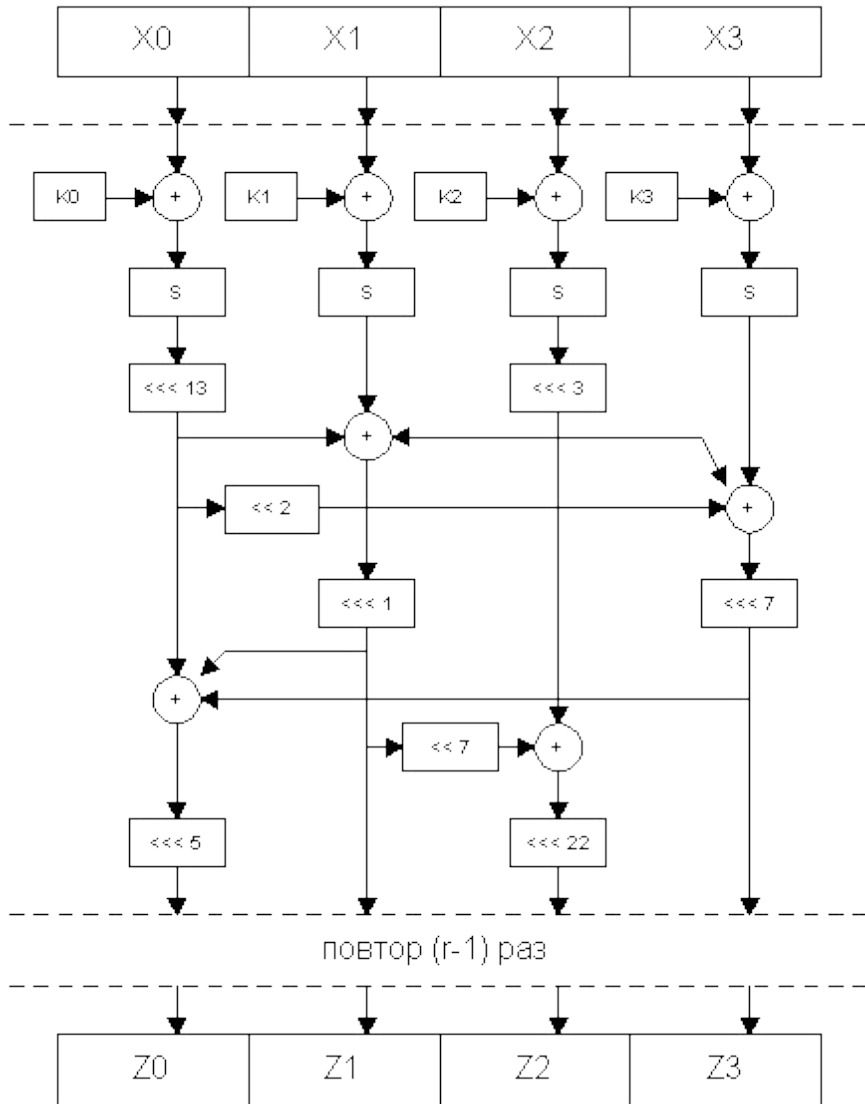 X0 X1 X2 X3
K0 + K1 + K2 + K3 +
S S S S
<<< 13 <<< 3
+
<< 2 +
<<< 1 <<< 7
+
<< 7 +
<<< 5 <<< 22
повтор (r-1) раз
Z0 Z1 Z2 Z3